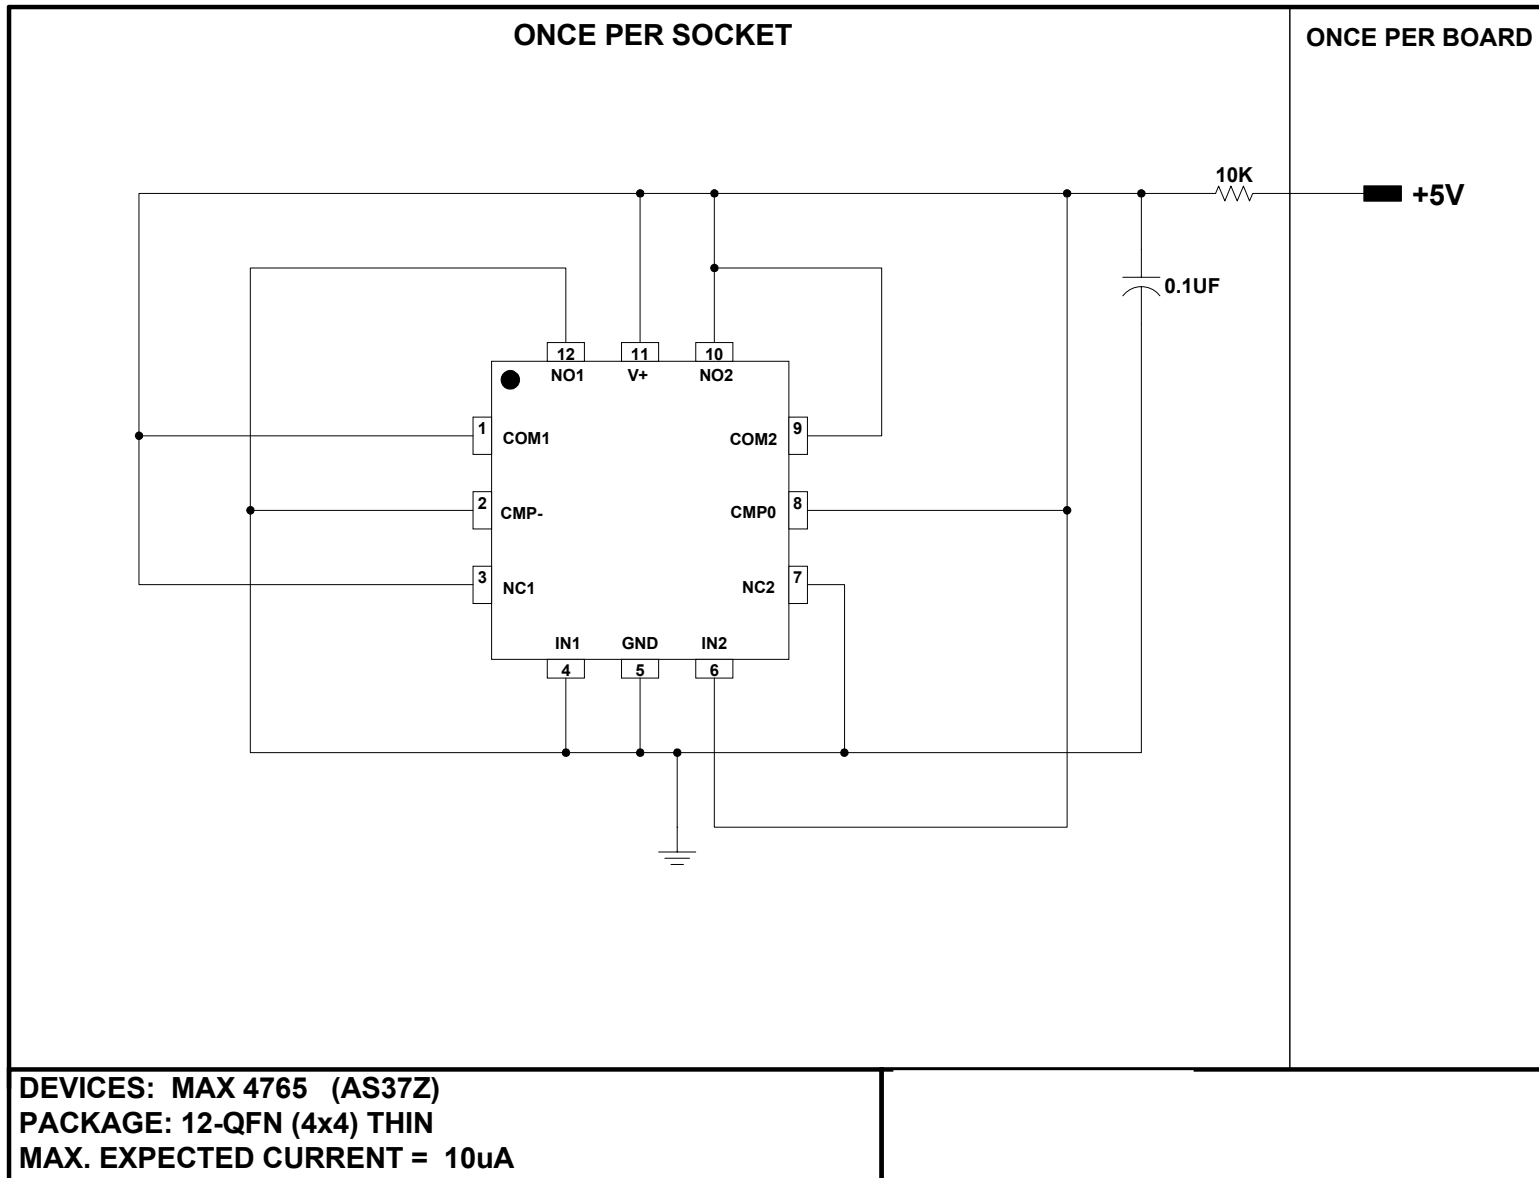 ONCE PER SOCKET
ONCE PER BOARD
10K
+5V
0.1UF
12 11 10
NO1 V+ NO2
1 COM1 COM2 9
2 CMP- CMP0 8
3 NC1 NC2 7
IN1 GND IN2
4 5 6
DEVICES: MAX 4765 (AS37Z)
PACKAGE: 12-QFN (4x4) THIN
MAX. EXPECTED CURRENT = 10uA